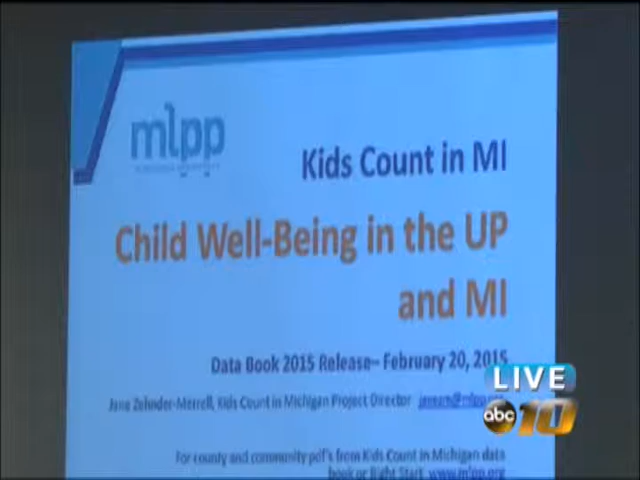 mlpp
Kids Count in MI
Child Well-Being in the UP
and MI
Data Book 2015 Release– February 20, 2015
Jane Zehnder-Merrell, Kids Count in Michigan Project Director
For county and community pdf's from Kids Count in Michigan data
book or Right Start www.mlpp.org
LIVE
abc 10